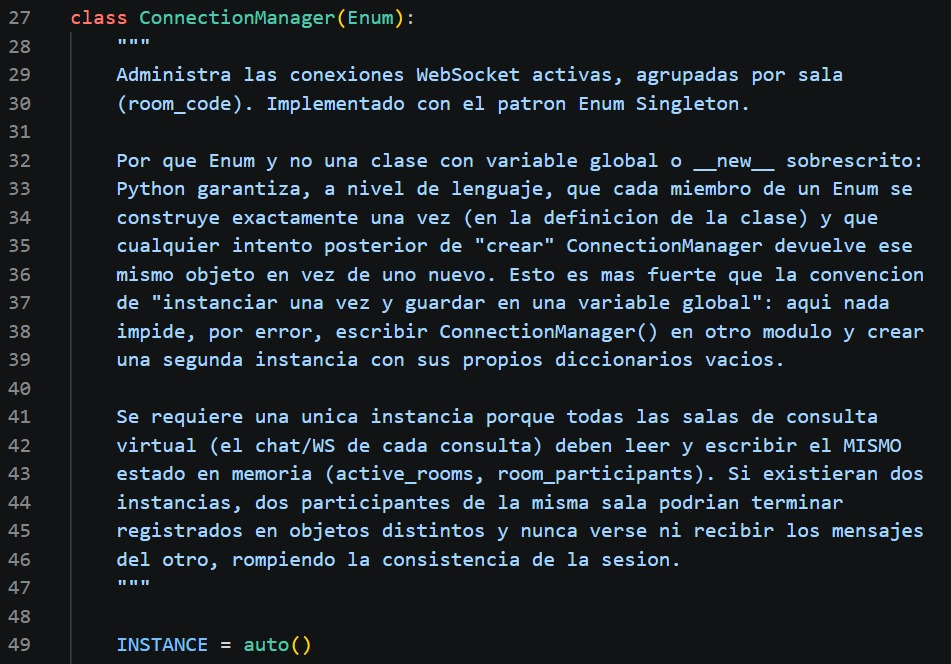 27 class ConnectionManager(Enum):
28 """
29 Administra las conexiones WebSocket activas, agrupadas por sala
30 (room_code). Implementado con el patron Enum Singleton.
31
32 Por que Enum y no una clase con variable global o __new__ sobrescrito:
33 Python garantiza, a nivel de lenguaje, que cada miembro de un Enum se
34 construye exactamente una vez (en la definicion de la clase) y que
35 cualquier intento posterior de "crear" ConnectionManager devuelve ese
36 mismo objeto en vez de uno nuevo. Esto es mas fuerte que la convencion
37 de "instanciar una vez y guardar en una variable global": aqui nada
38 impide, por error, escribir ConnectionManager() en otro modulo y crear
39 una segunda instancia con sus propios diccionarios vacios.
40
41 Se requiere una unica instancia porque todas las salas de consulta
42 virtual (el chat/WS de cada consulta) deben leer y escribir el MISMO
43 estado en memoria (active_rooms, room_participants). Si existieran dos
44 instancias, dos participantes de la misma sala podrian terminar
45 registrados en objetos distintos y nunca verse ni recibir los mensajes
46 del otro, rompiendo la consistencia de la sesion.
47 """
48
49 INSTANCE = auto()